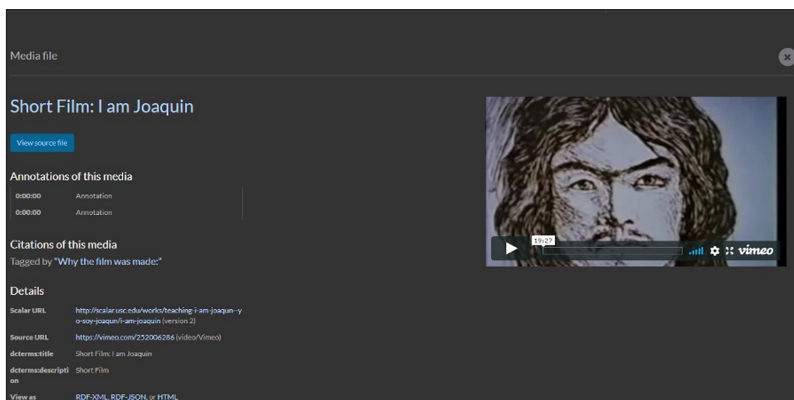 Media file
Short Film: I am Joaquin
View source file
Annotations of this media
0:00:00 Annotation
0:00:00 Annotation
Citations of this media
Tagged by "Why the film was made:"
Details
Scalar URL http://scalar.usc.edu/works/teaching-i-am-joaqun--y
o-soy-joaqun/i-am-joaquin (version 2)
Source URL https://vimeo.com/252006286 (video/Vimeo)
dcterms:title Short Film: I am Joaquin
dcterms:descripti Short Film
on
View as RDF-XML, RDF-JSON, or HTML
19:27
vimeo